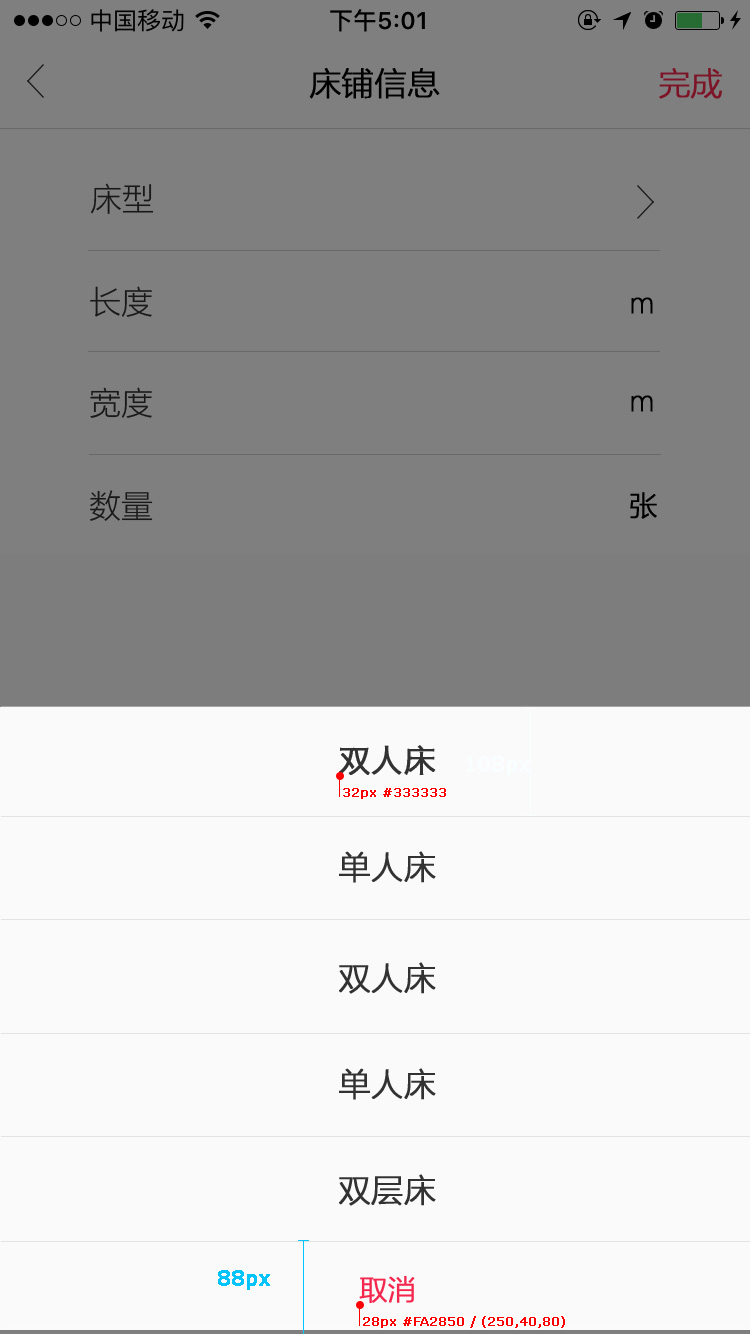 中国移动 下午5:01
床铺信息 完成
床型
长度 m
宽度 m
数量 张
双人床 108px
32px #333333
单人床
双人床
单人床
双层床
88px 取消
28px #FA2850 / (250,40,80)